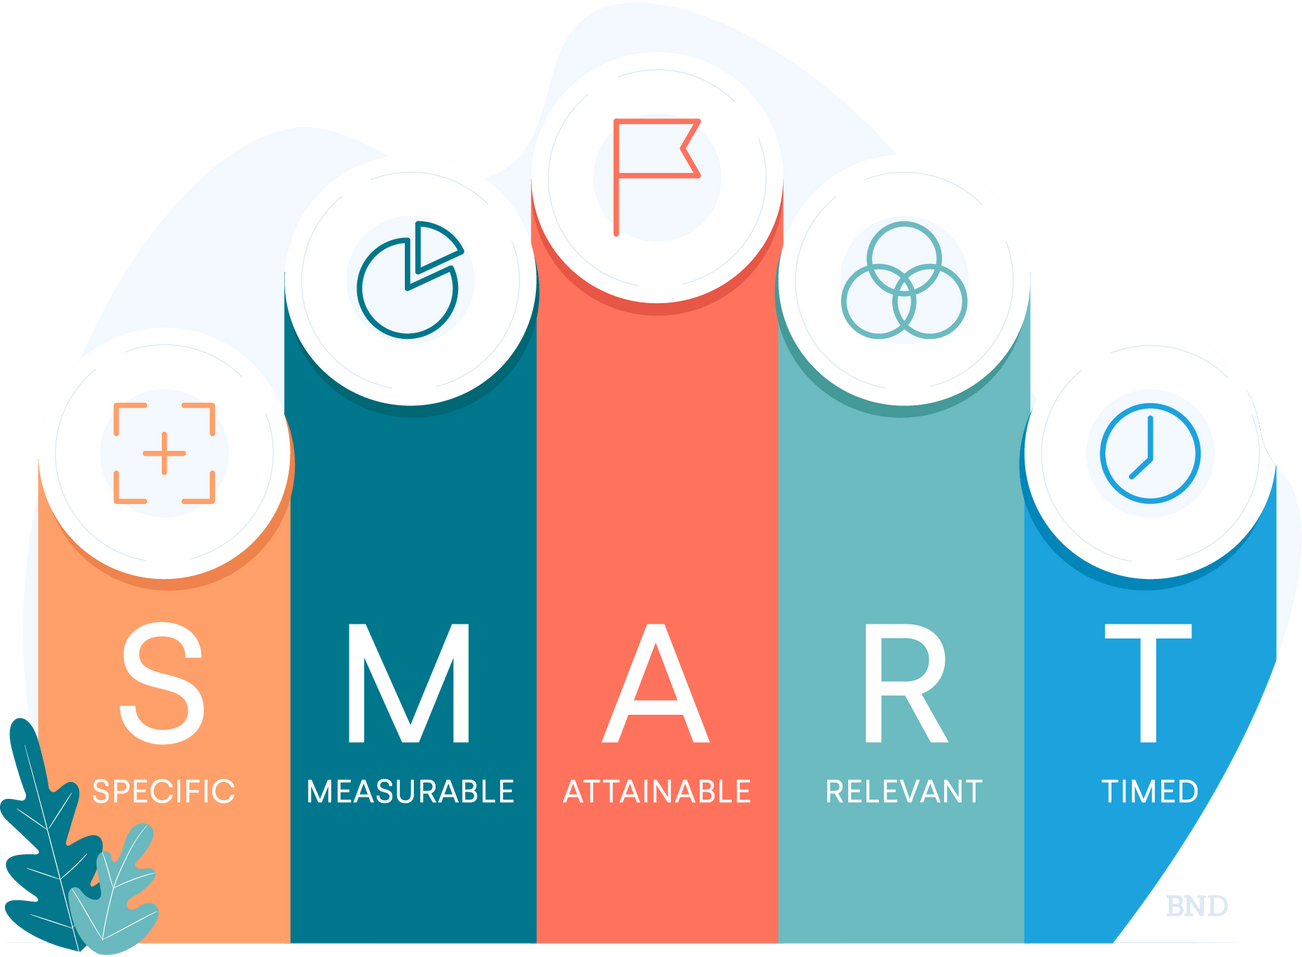 S M A R T
SPECIFIC MEASURABLE ATTAINABLE RELEVANT TIMED
BND